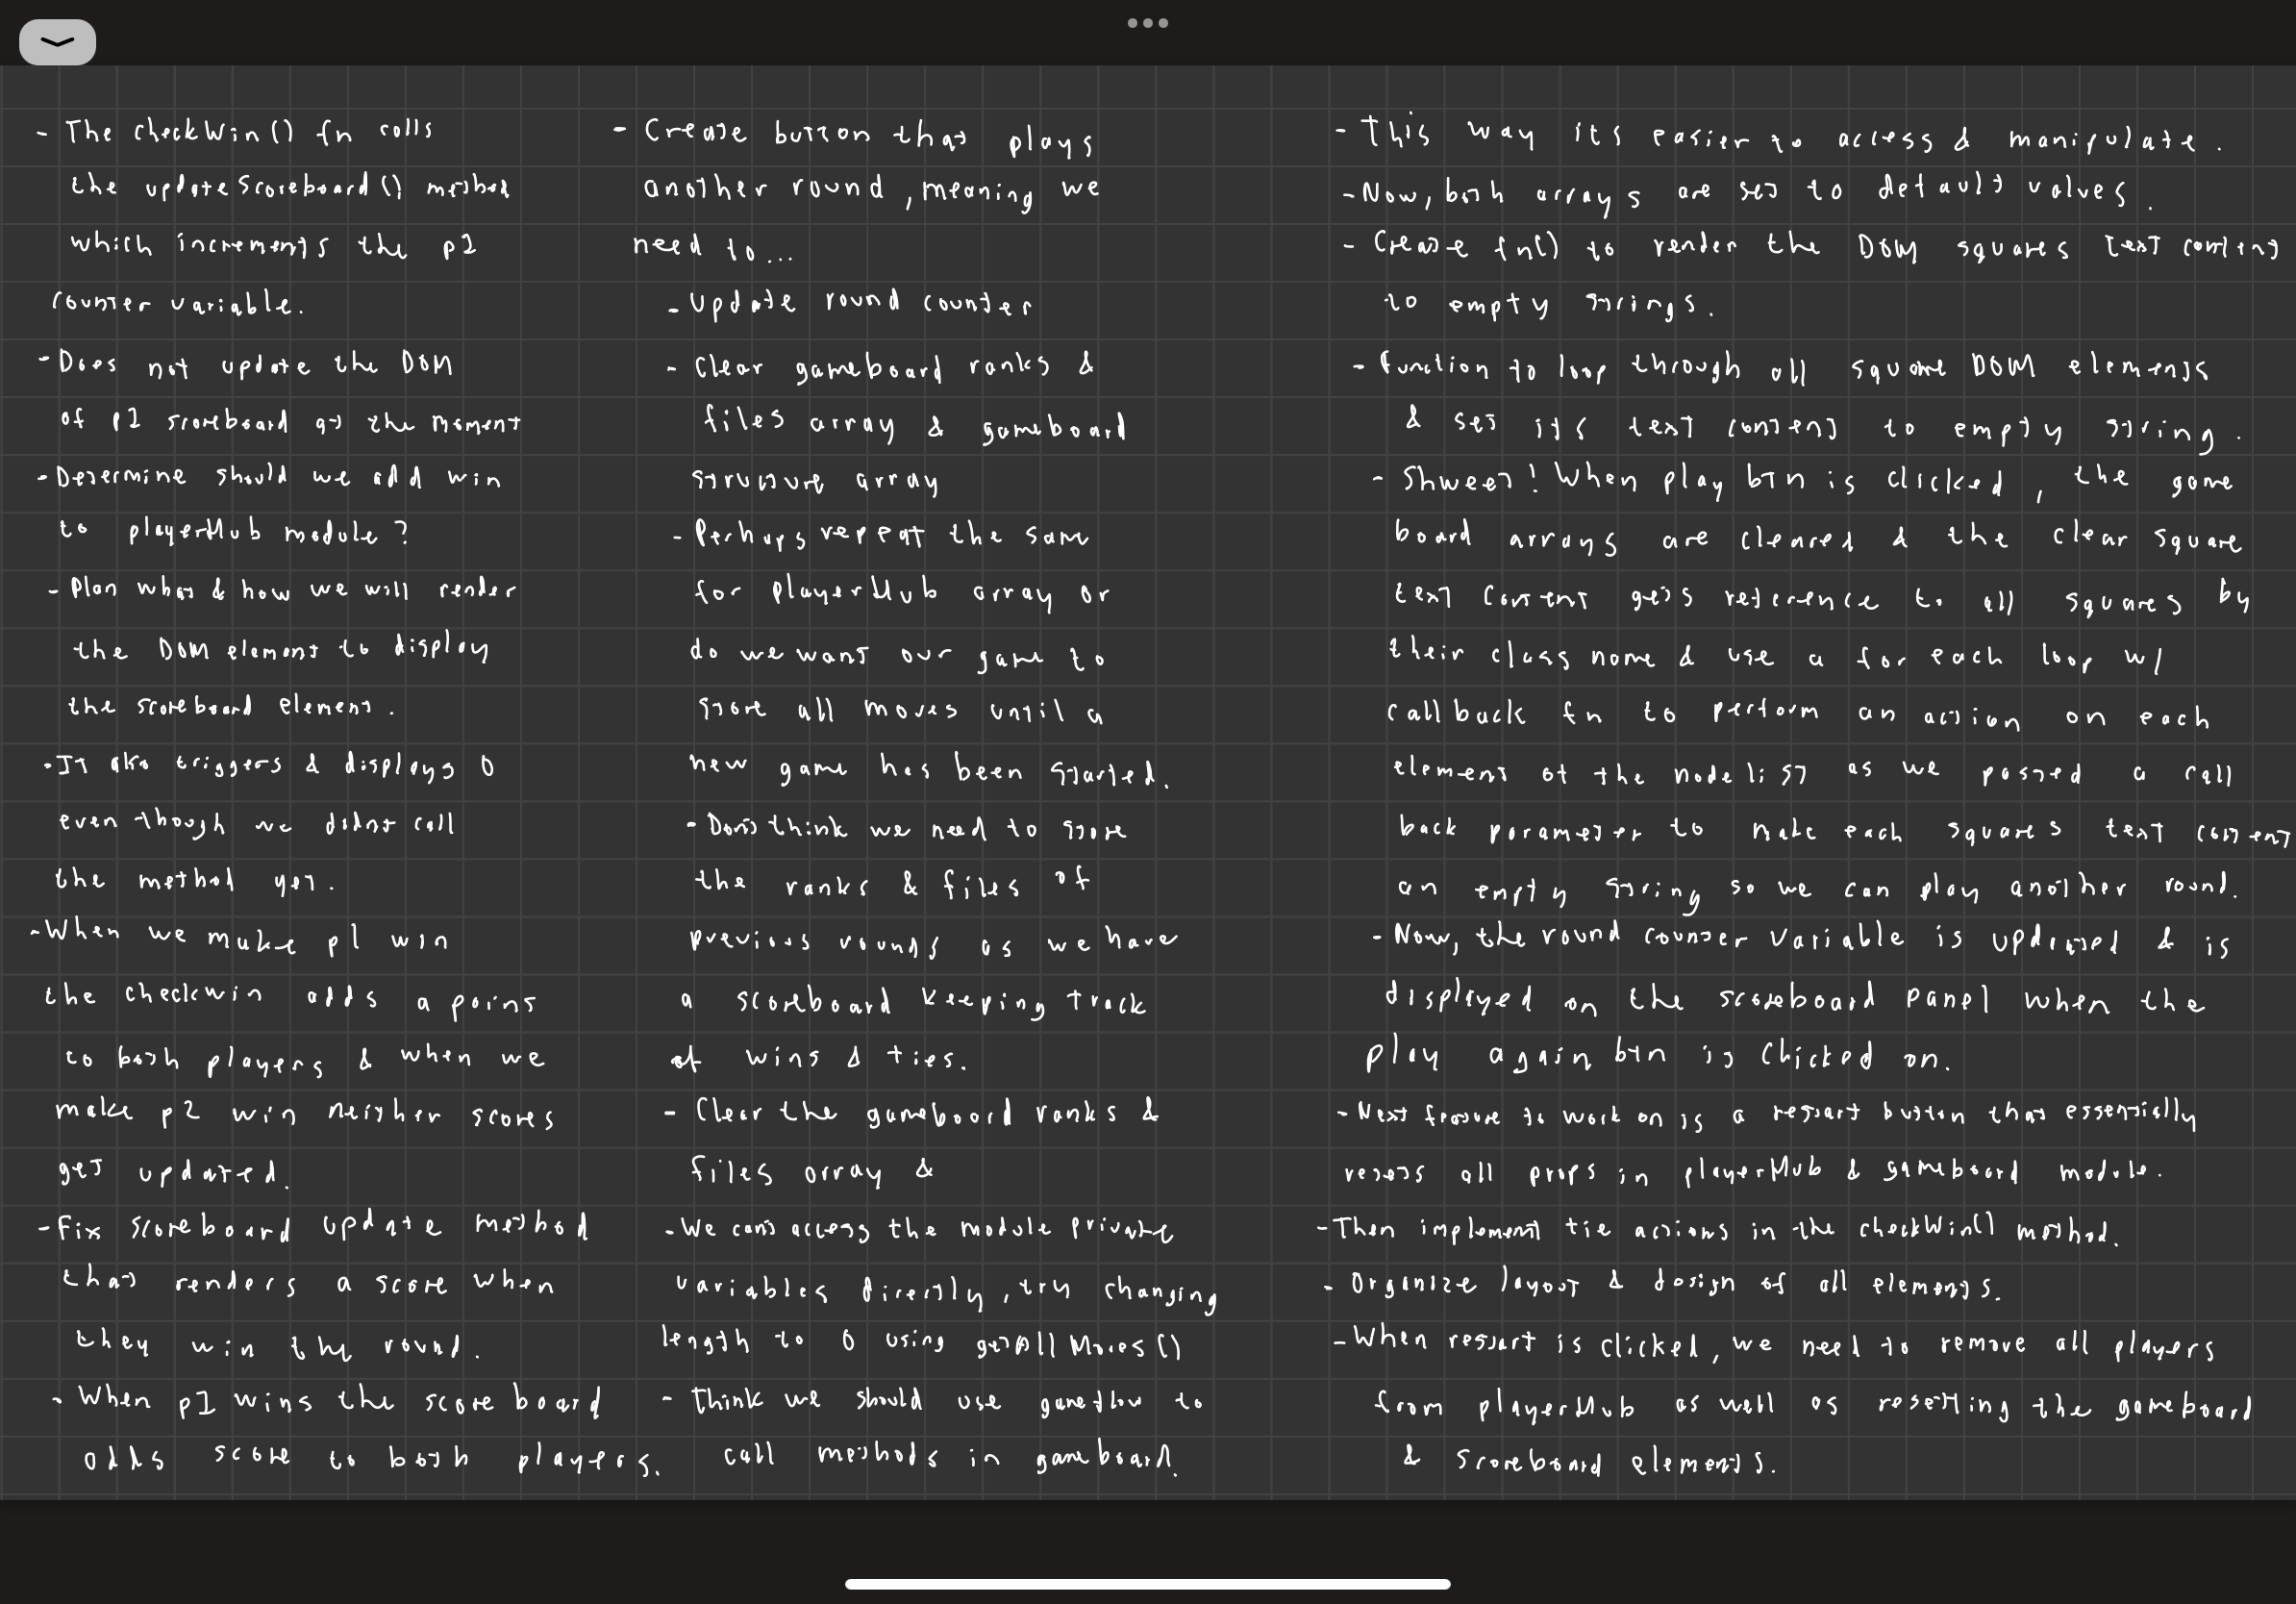 - The checkWin() fn calls
the updateScoreboard() method
which increments the p1
counter variable.
- Does not update the DOM
of p1 scoreboard at the moment
- Determine should we add win
to playerHub module?
- Plan what & how we will render
the DOM element to display
the scoreboard element.
- It also triggers & displays 0
even though we didnt call
the method yet.
- When we make p1 win
the checkwin adds a point
to both players & when we
make p2 win neither scores
get updated.
- Fix scoreboard update method
that renders a score when
they win the round.
- When p1 wins the scoreboard
adds score to both players.
- Create button that plays
another round, meaning we
need to...
- Update round counter
- Clear gameboard ranks &
files array & gameboard
structure array
- Perhaps repeat the same
for playerHub array or
do we want our game to
store all moves until a
new game has been started.
- Dont think we need to store
the ranks & files of
previous rounds as we have
a scoreboard keeping track
of wins & ties.
- Clear the gameboard ranks &
files array &
- We cant access the module private
variables directly, try changing
length to 0 using getAllMoves()
- Think we should use gameflow to
call methods in gameboard.
- This way its easier to access & manipulate.
- Now, both arrays are set to default values.
- Create fn() to render the DOM squares text content
to empty strings.
- Function to loop through all square DOM elements
& set its text content to empty string.
- Shweet! When play btn is clicked, the game
board arrays are cleared & the clear square
text content gets reference to all squares by
their class name & use a for each loop w/
callback fn to perform an action on each
element of the node list as we passed a call
back parameter to make each squares text content
an empty string so we can play another round.
- Now, the round counter variable is updated & is
displayed on the scoreboard panel when the
play again btn is clicked on.
- Next feature to work on is a restart button that essentially
resets all props in playerHub & gameboard module.
- Then implement tie actions in the checkWin() method.
- Organize layout & design of all elements.
- When restart is clicked, we need to remove all players
from playerHub as well as resetting the gameboard
& scoreboard elements.